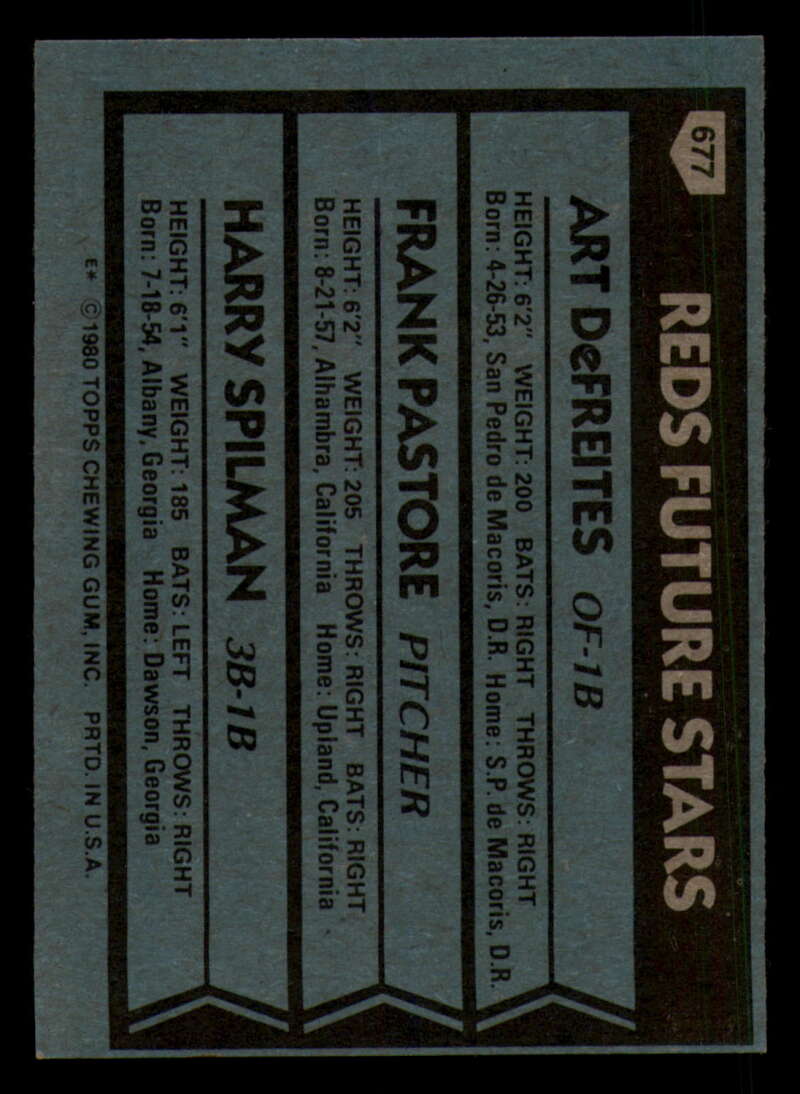 677
REDS FUTURE STARS
ART DeFREITES OF-1B
HEIGHT: 6'2" WEIGHT: 200 BATS: RIGHT THROWS: RIGHT
Born: 4-26-53, San Pedro de Macoris, D.R. Home: S.P. de Macoris, D.R.
FRANK PASTORE PITCHER
HEIGHT: 6'2" WEIGHT: 205 THROWS: RIGHT BATS: RIGHT
Born: 8-21-57, Alhambra, California Home: Upland, California
HARRY SPILMAN 3B-1B
HEIGHT: 6'1" WEIGHT: 185 BATS: LEFT THROWS: RIGHT
Born: 7-18-54, Albany, Georgia Home: Dawson, Georgia
E* ©1980 TOPPS CHEWING GUM, INC. PRTD. IN U.S.A.